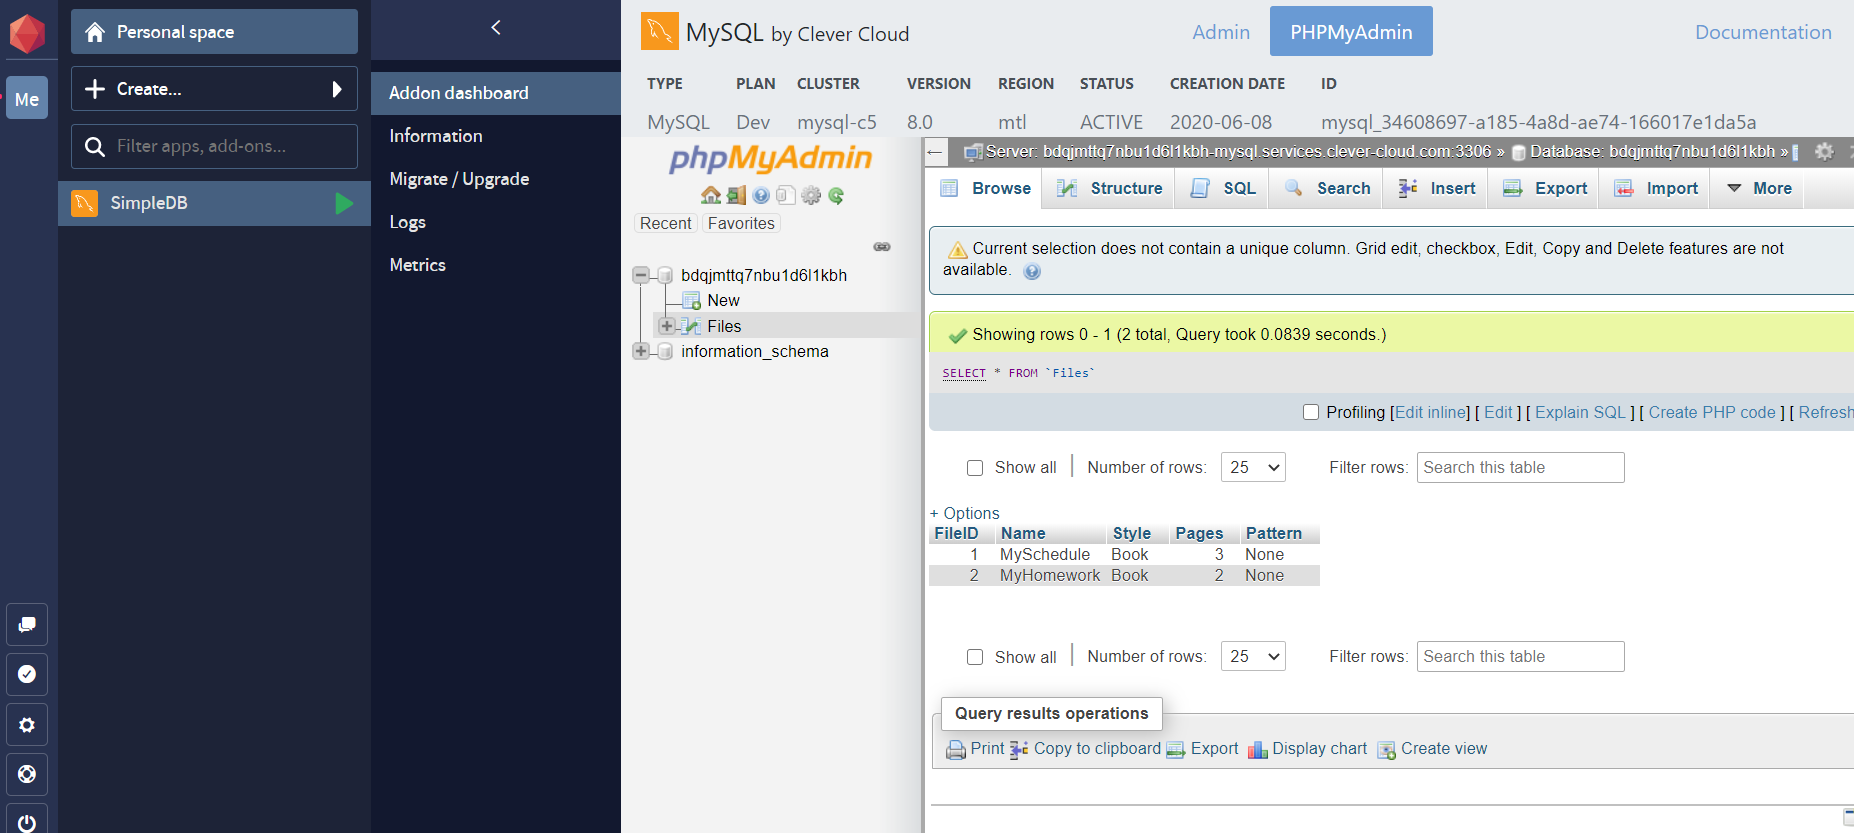 Me
Personal space
Create...
Filter apps, add-ons...
SimpleDB
Addon dashboard
Information
Migrate / Upgrade
Logs
Metrics
MySQL by Clever Cloud
Admin
PHPMyAdmin
Documentation
TYPE PLAN CLUSTER VERSION REGION STATUS CREATION DATE ID
MySQL Dev mysql-c5 8.0 mtl ACTIVE 2020-06-08 mysql_34608697-a185-4a8d-ae74-166017e1da5a
phpMyAdmin
Recent Favorites
bdqjmttq7nbu1d6l1kbh
New
Files
information_schema
Server: bdqjmttq7nbu1d6l1kbh-mysql.services.clever-cloud.com:3306 » Database: bdqjmttq7nbu1d6l1kbh »
Browse Structure SQL Search Insert Export Import More
Current selection does not contain a unique column. Grid edit, checkbox, Edit, Copy and Delete features are not
available.
Showing rows 0 - 1 (2 total, Query took 0.0839 seconds.)
SELECT * FROM `Files`
Profiling [Edit inline] [ Edit ] [ Explain SQL ] [ Create PHP code ] [ Refresh
Show all | Number of rows: 25 Filter rows: Search this table
+ Options
FileID Name Style Pages Pattern
1 MySchedule Book 3 None
2 MyHomework Book 2 None
Show all | Number of rows: 25 Filter rows: Search this table
Query results operations
Print Copy to clipboard Export Display chart Create view